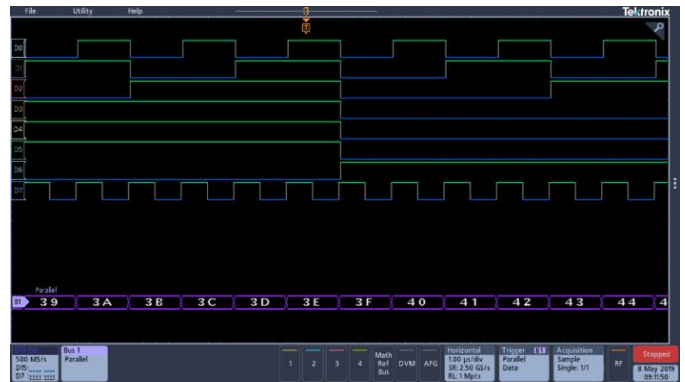 File Utility Help Tektronix
D0
D1
D2
D3
D4
D5
D6
D7
Parallel
B1 39 3A 3B 3C 3D 3E 3F 40 41 42 43 44 4
500 MS/s
D15:
D7
Bus 1
Parallel
1 2 3 4
Math
Ref
Bus
DVM AFG
Horizontal
1.00 µs/div
SR: 2.50 GS/s
RL: 1 Mpts
Trigger B1
Parallel
Data
Acquisition
Sample
Single: 1/1
RF
Stopped
8 May 2019
09:11:50